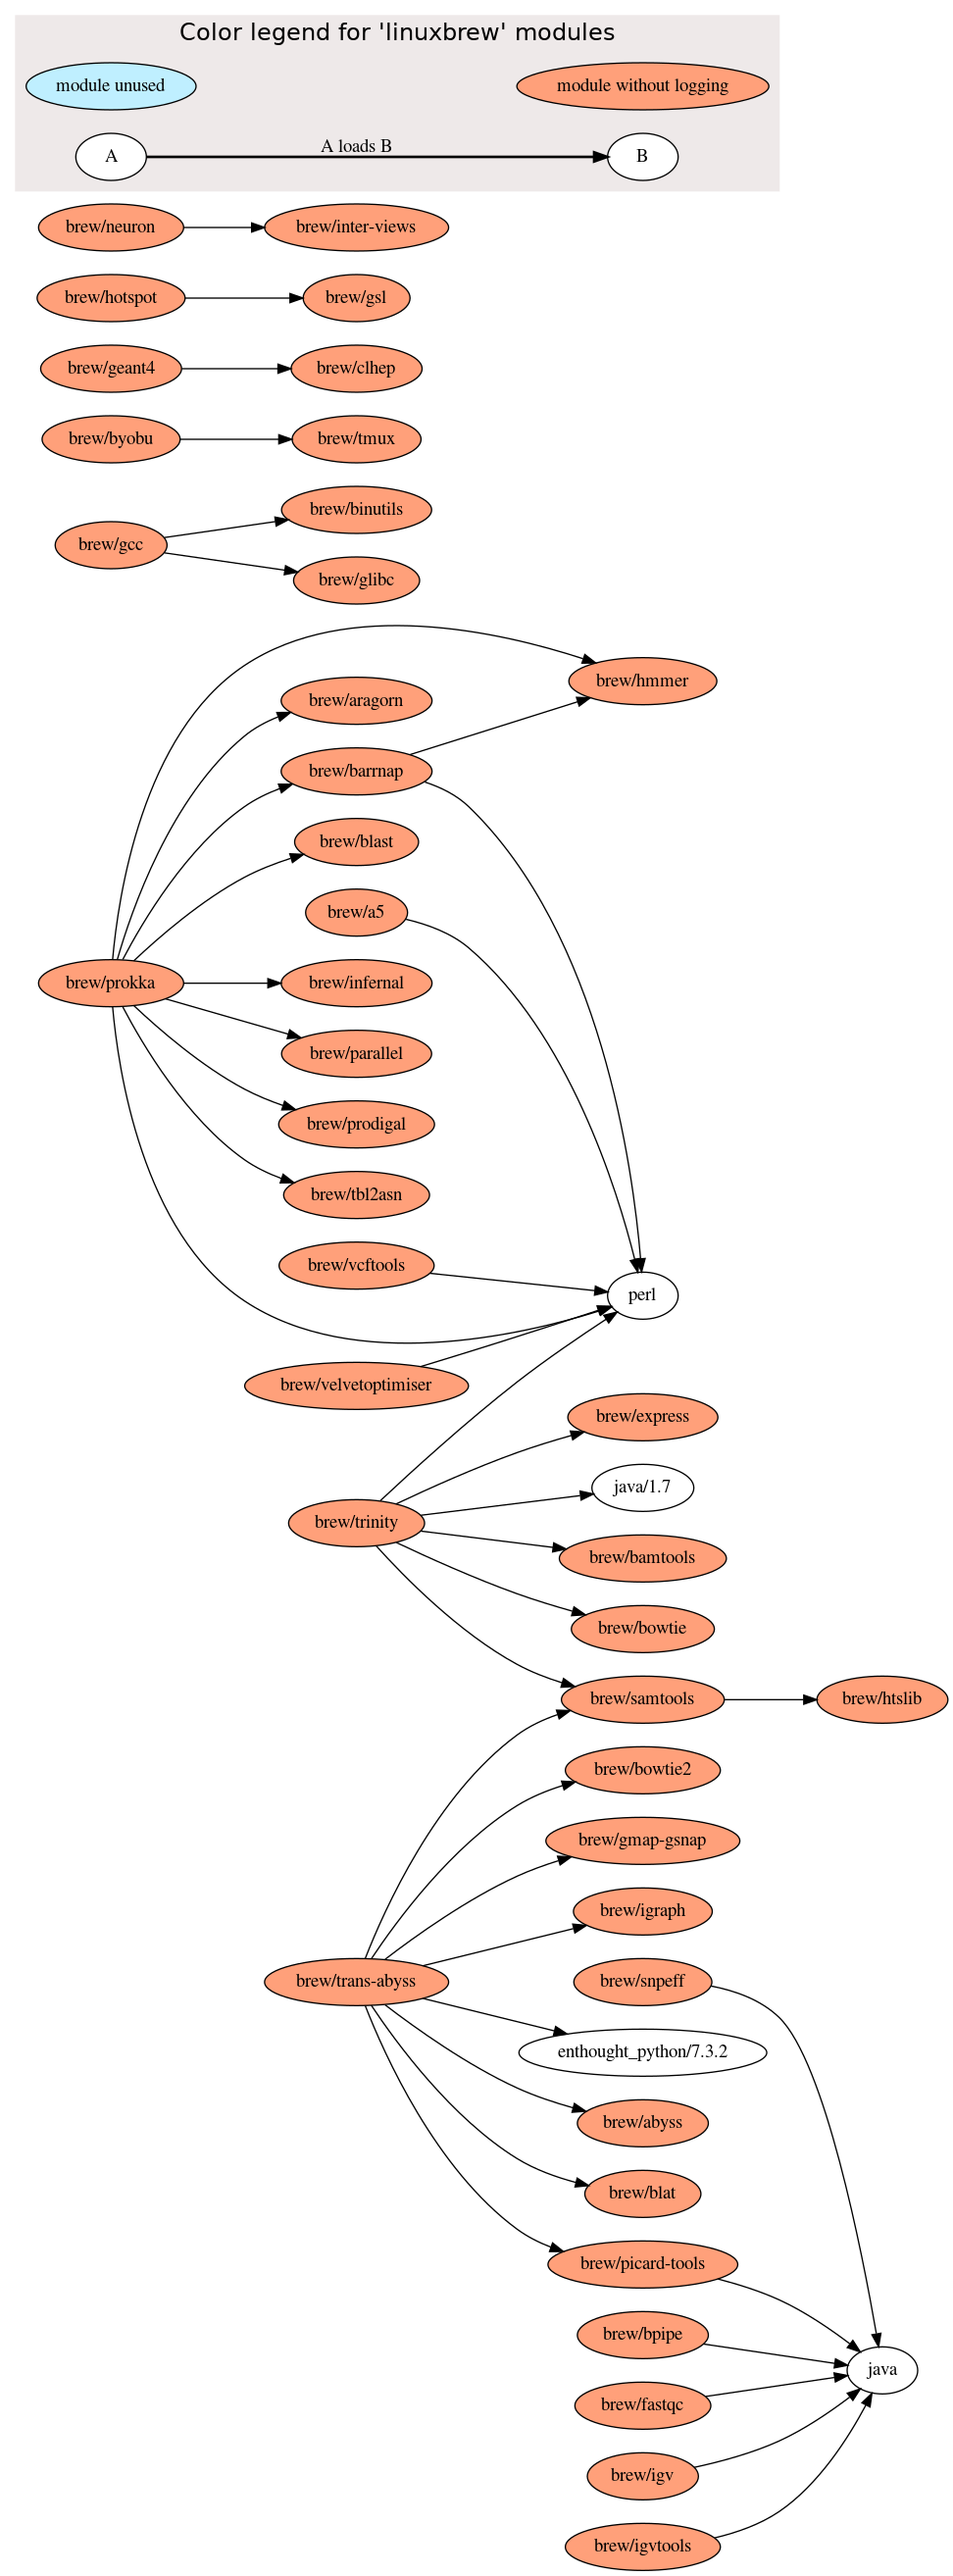 Color legend for 'linuxbrew' modules
module unused
module without logging
A
A loads B
B
brew/neuron
brew/inter-views
brew/hotspot
brew/gsl
brew/geant4
brew/clhep
brew/byobu
brew/tmux
brew/gcc
brew/binutils
brew/glibc
brew/hmmer
brew/aragorn
brew/barrnap
brew/blast
brew/a5
brew/prokka
brew/infernal
brew/parallel
brew/prodigal
brew/tbl2asn
brew/vcftools
perl
brew/velvetoptimiser
brew/express
java/1.7
brew/trinity
brew/bamtools
brew/bowtie
brew/samtools
brew/htslib
brew/bowtie2
brew/gmap-gsnap
brew/igraph
brew/trans-abyss
brew/snpeff
enthought_python/7.3.2
brew/abyss
brew/blat
brew/picard-tools
brew/bpipe
java
brew/fastqc
brew/igv
brew/igvtools